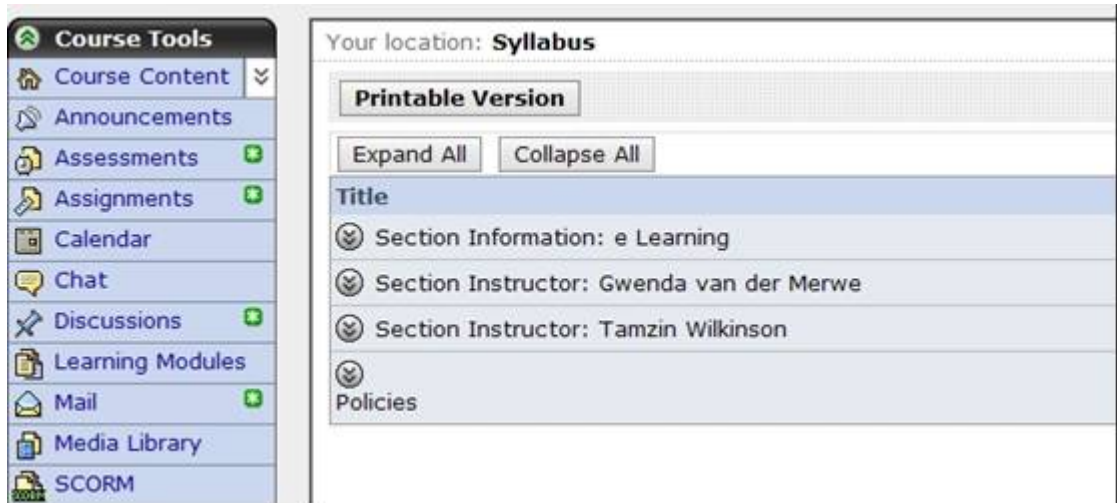 Course Tools
Course Content
Announcements
Assessments
Assignments
Calendar
Chat
Discussions
Learning Modules
Mail
Media Library
SCORM
Your location: Syllabus
Printable Version
Expand All
Collapse All
Title
Section Information: e Learning
Section Instructor: Gwenda van der Merwe
Section Instructor: Tamzin Wilkinson
Policies